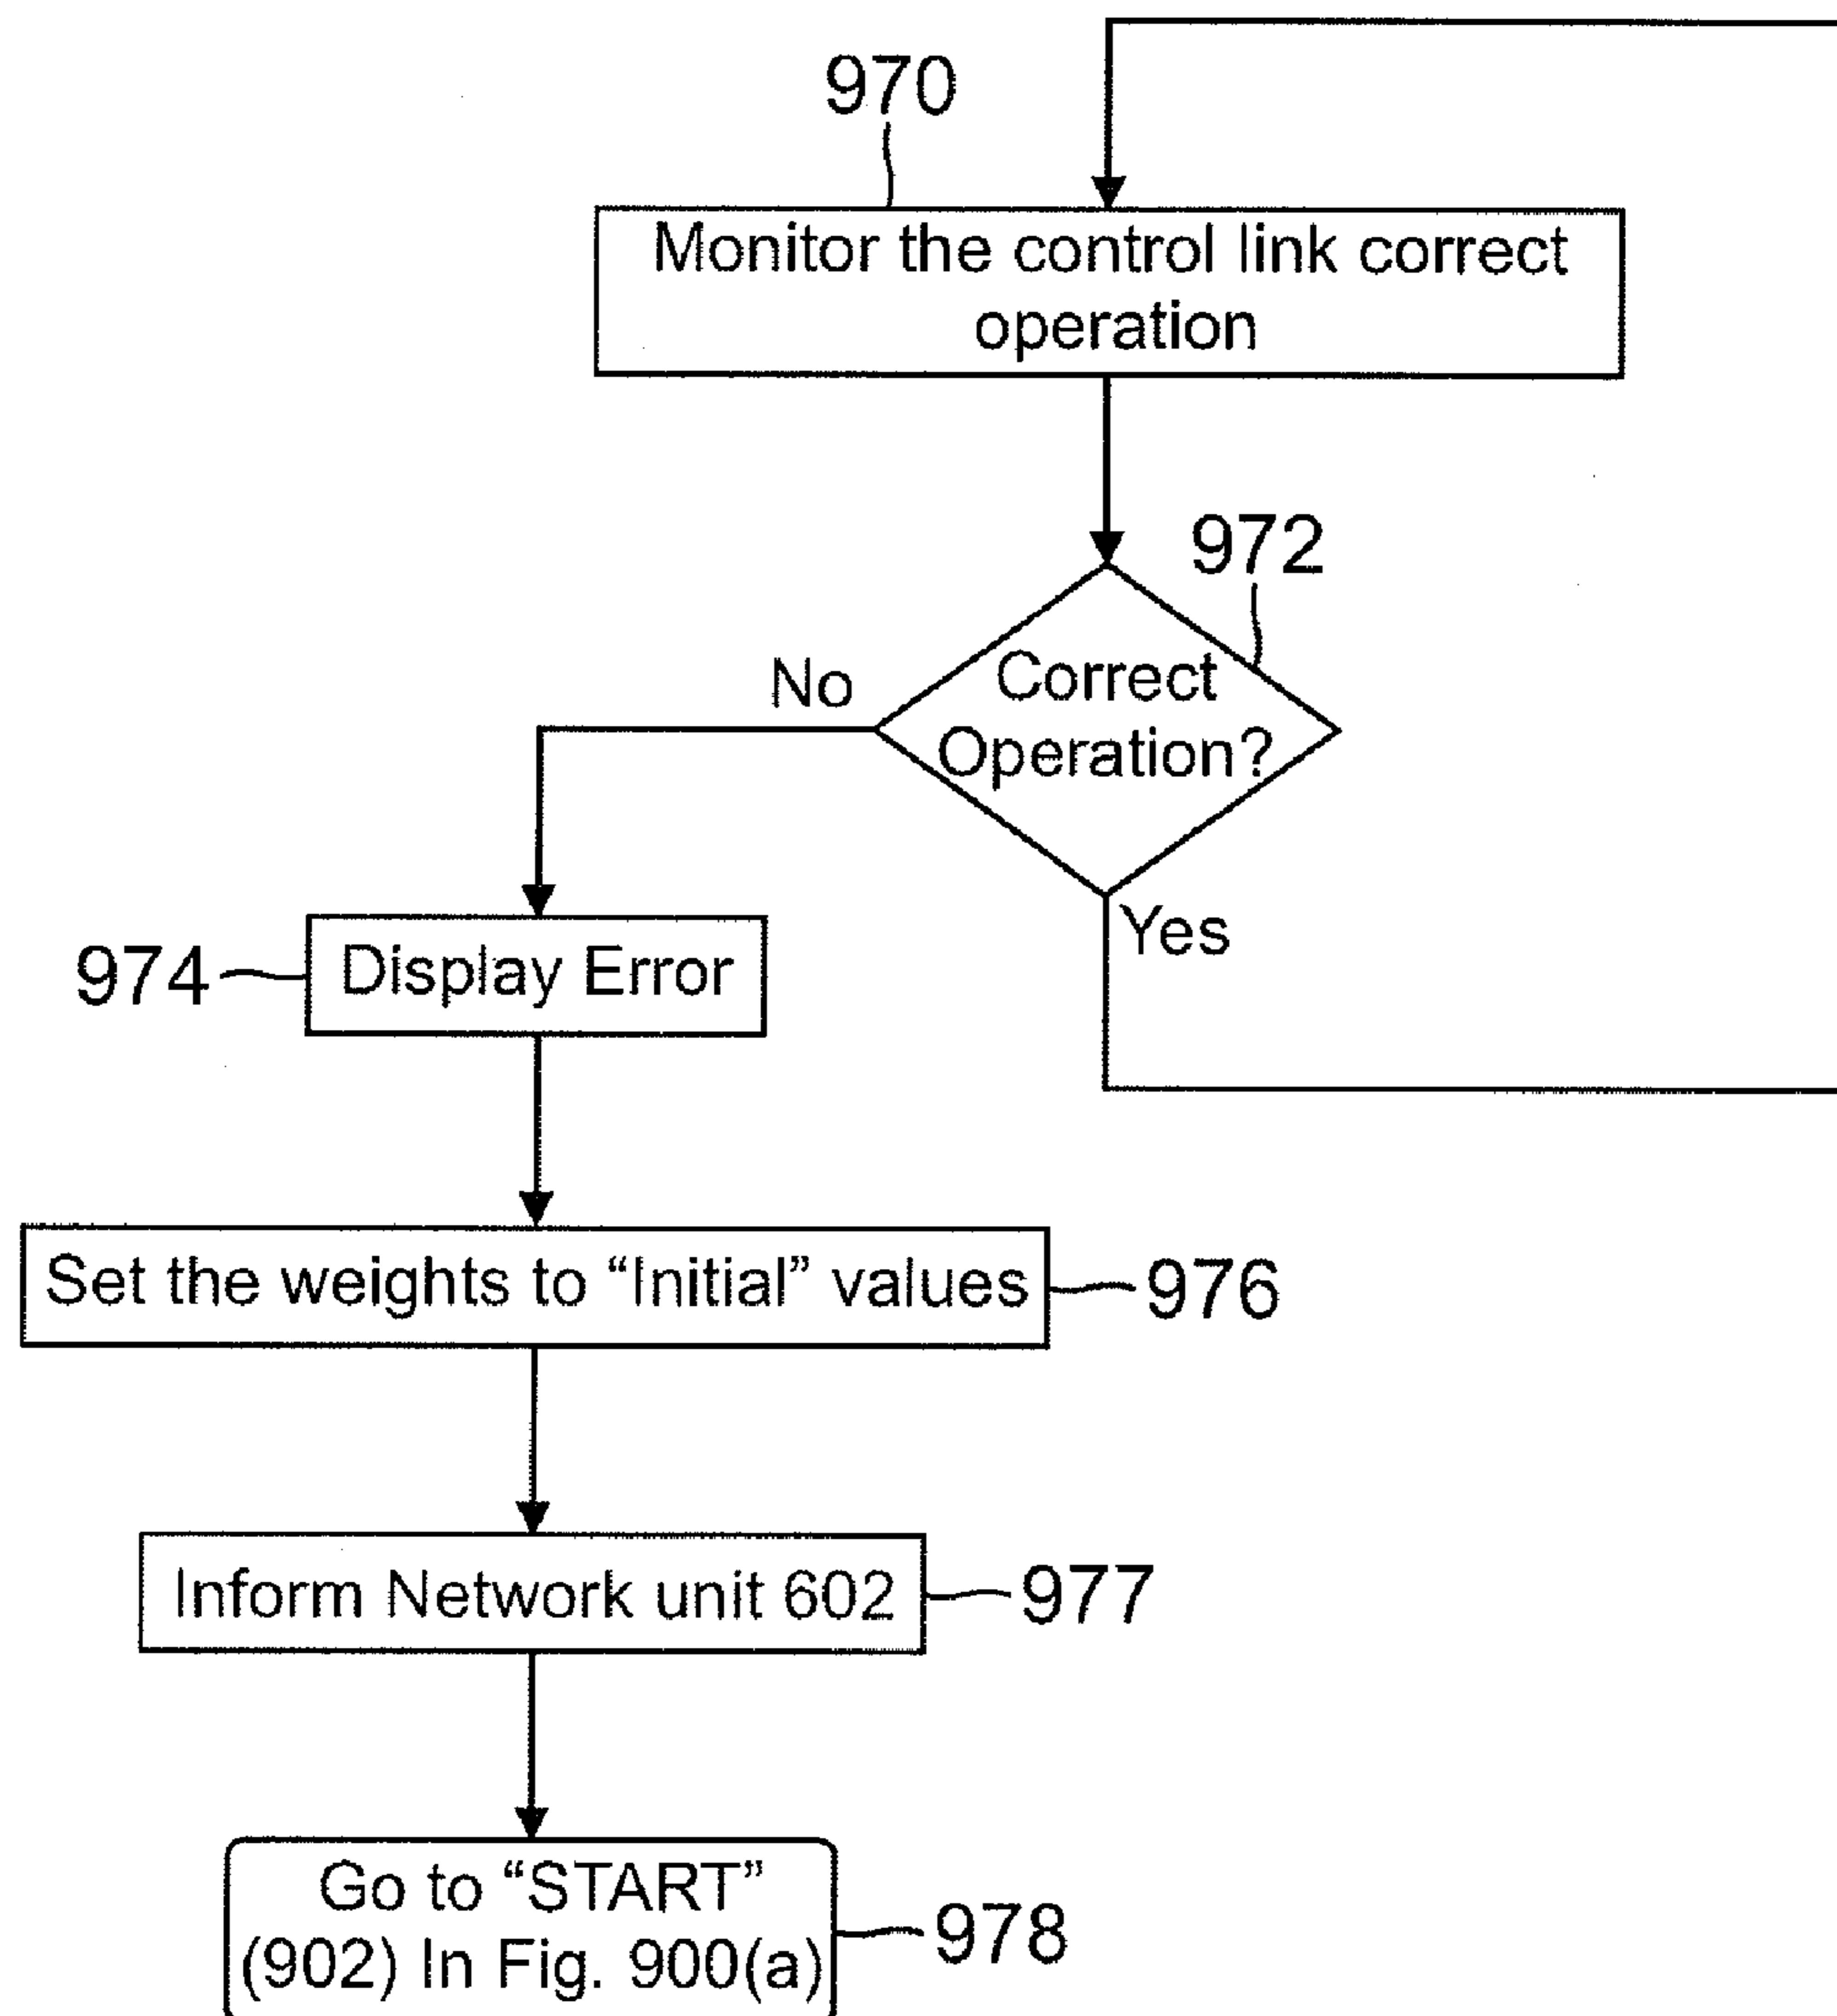 970
Monitor the control link correct
operation
972
No
Correct
Operation?
Yes
974
Display Error
Set the weights to “Initial” values
976
Inform Network unit 602
977
Go to “START”
(902) In Fig. 900(a)
978